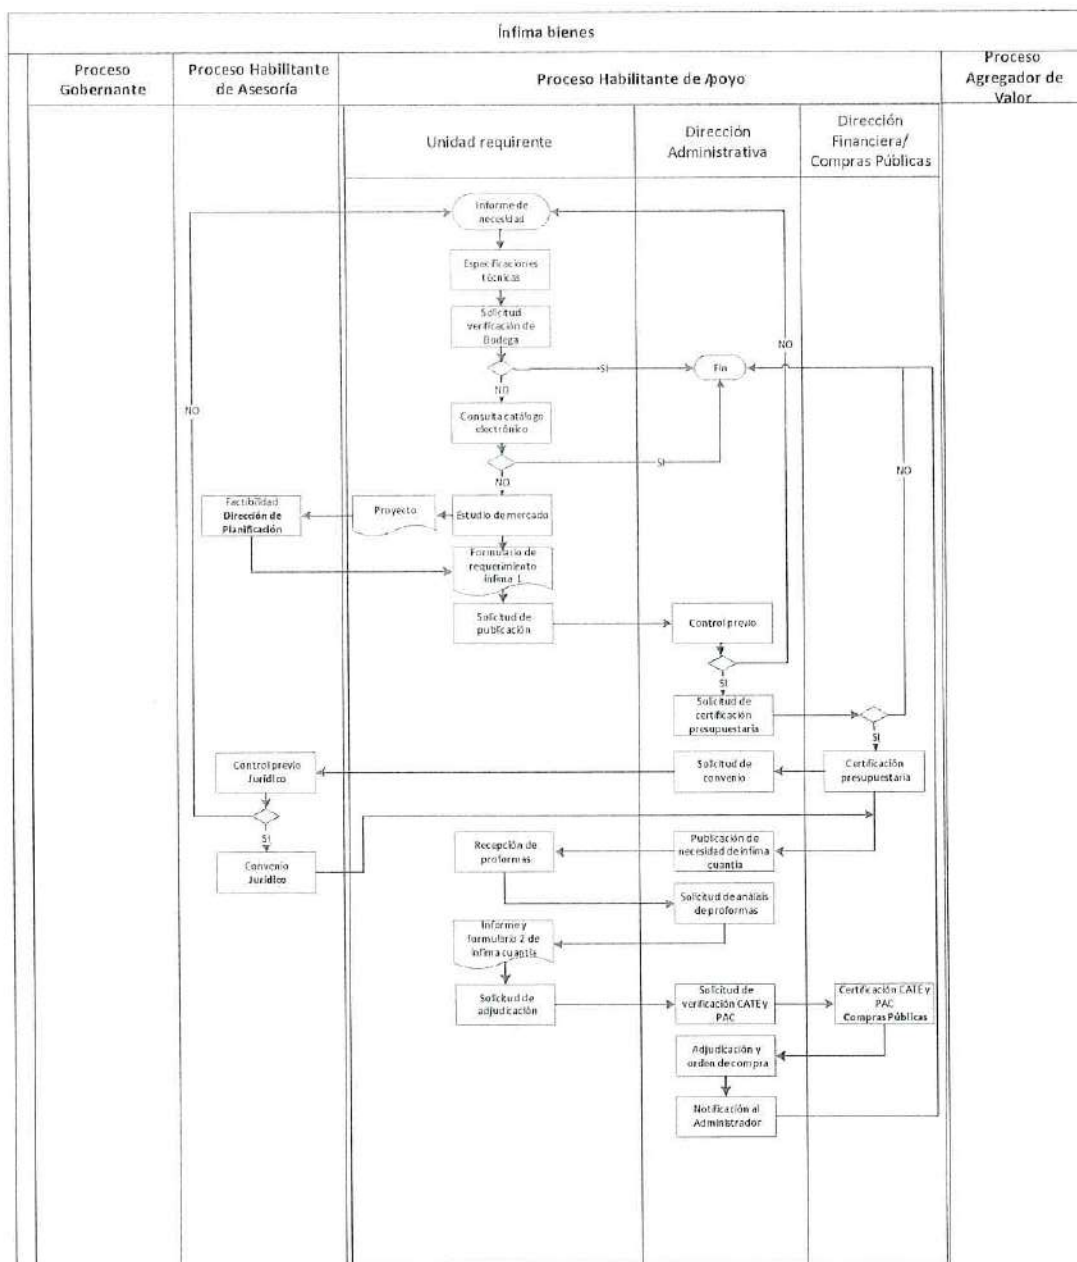 Ínfima bienes
Proceso
Gobernante
Proceso Habilitante
de Asesoría
Proceso Habilitante de Apoyo
Proceso
Agregador de
Valor
Unidad requirente
Dirección
Administrativa
Dirección
Financiera/
Compras Públicas
Informe de
necesidad
Especificaciones
técnicas
Solicitud
verificación de
Bodega
NO
SI
Fin
NO
NO
Consulta catálogo
electrónico
SI
NO
NO
Factibilidad
Dirección de
Planificación
Proyecto
Estudio de mercado
Formulario de
requerimiento
ínfima 1
Solicitud de
publicación
Control previo
SI
Solicitud de
certificación
presupuestaria
SI
Control previo
Jurídico
Solicitud de
convenio
Certificación
presupuestaria
SI
Convenio
Jurídico
Recepción de
proformas
Publicación de
necesidad de ínfima
cuantía
Solicitud de análisis
de proformas
Informe y
formulario 2 de
ínfima cuantía
Solicitud de
adjudicación
Solicitud de
verificación CATE y
PAC
Certificación CATE y
PAC
Compras Públicas
Adjudicación y
orden de compra
Notificación al
Administrador